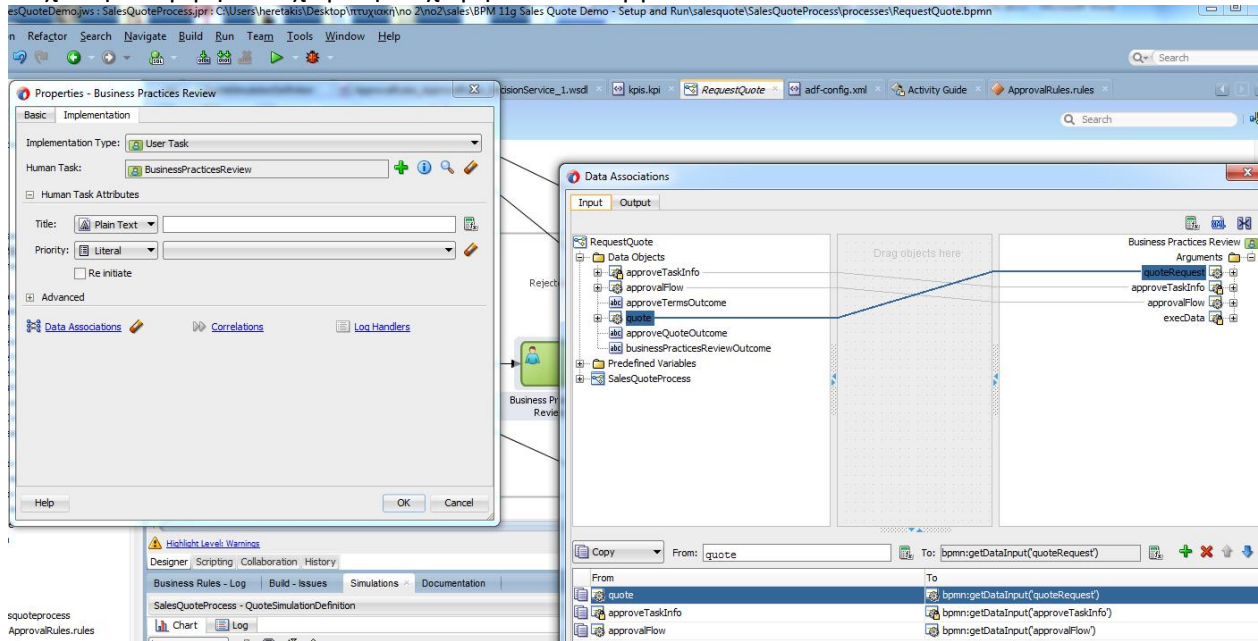 esQuoteDemo.jws : SalesQuoteProcess.jpr : C:\Users\heretakis\Desktop\πτυχιακή\no 2\no2\sales\BPM 11g Sales Quote Demo - Setup and Run\salesquote\SalesQuoteProcess\processes\RequestQuote.bpmn
Refactor Search Navigate Build Run Team Tools Window Help
Search
Properties - Business Practices Review
cisionService_1.wsdl kpis.kpi RequestQuote adf-config.xml Activity Guide ApprovalRules.rules
Basic Implementation
Search
Implementation Type: User Task
Human Task: BusinessPracticesReview
Human Task Attributes
Title: Plain Text
Priority: Literal
Re initiate
Advanced
Data Associations Correlations Log Handlers
Help OK Cancel
Reject
Business Pr
Revie
Data Associations
Input Output
RequestQuote
Data Objects
approveTaskInfo
approvalFlow
approveTermsOutcome
quote
approveQuoteOutcome
businessPracticesReviewOutcome
Predefined Variables
SalesQuoteProcess
Drag objects here
Business Practices Review
Arguments
quoteRequest
approveTaskInfo
approvalFlow
execData
Copy From: quote To: bpmn:getDataInput('quoteRequest')
From To
quote bpmn:getDataInput('quoteRequest')
approveTaskInfo bpmn:getDataInput('approveTaskInfo')
approvalFlow bpmn:getDataInput('approvalFlow')
Highlight Level: Warnings
Designer Scripting Collaboration History
Business Rules - Log Build - Issues Simulations Documentation
SalesQuoteProcess - QuoteSimulationDefinition
Chart Log
squoteprocess
ApprovalRules.rules